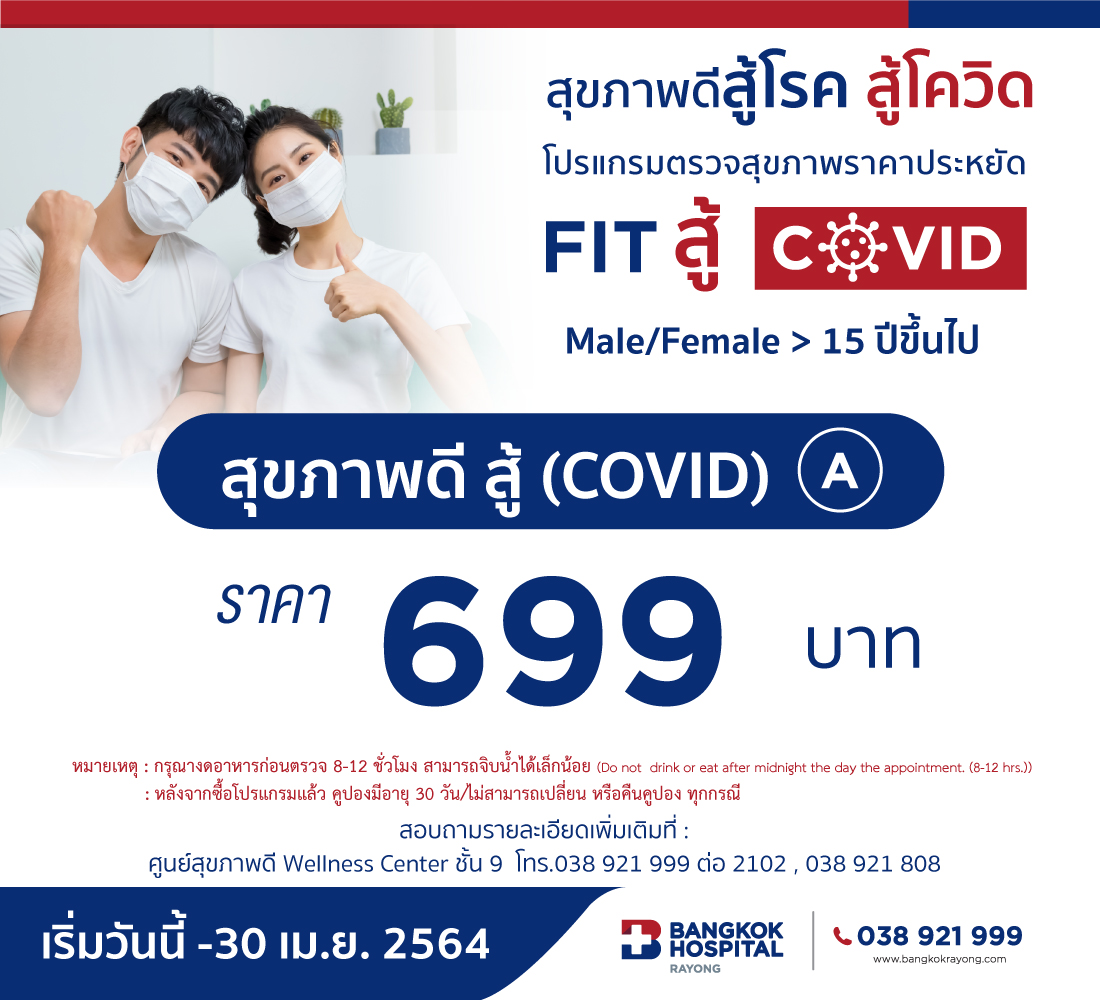 สุขภาพดีสู้โรค สู้โควิด
โปรแกรมตรวจสุขภาพราคาประหยัด
FIT สู้ COVID
Male/Female > 15 ปีขึ้นไป
สุขภาพดี สู้ (COVID) A
ราคา 699 บาท
หมายเหตุ : กรุณางดอาหารก่อนตรวจ 8-12 ชั่วโมง สามารถจิบน้ำได้เล็กน้อย (Do not drink or eat after midnight the day the appointment. (8-12 hrs.))
: หลังจากซื้อโปรแกรมแล้ว คูปองมีอายุ 30 วัน/ไม่สามารถเปลี่ยน หรือคืนคูปอง ทุกกรณี
สอบถามรายละเอียดเพิ่มเติมที่ :
ศูนย์สุขภาพดี Wellness Center ชั้น 9 โทร.038 921 999 ต่อ 2102 , 038 921 808
เริ่มวันนี้ -30 เม.ย. 2564
BANGKOK
HOSPITAL
RAYONG
038 921 999
www.bangkokrayong.com